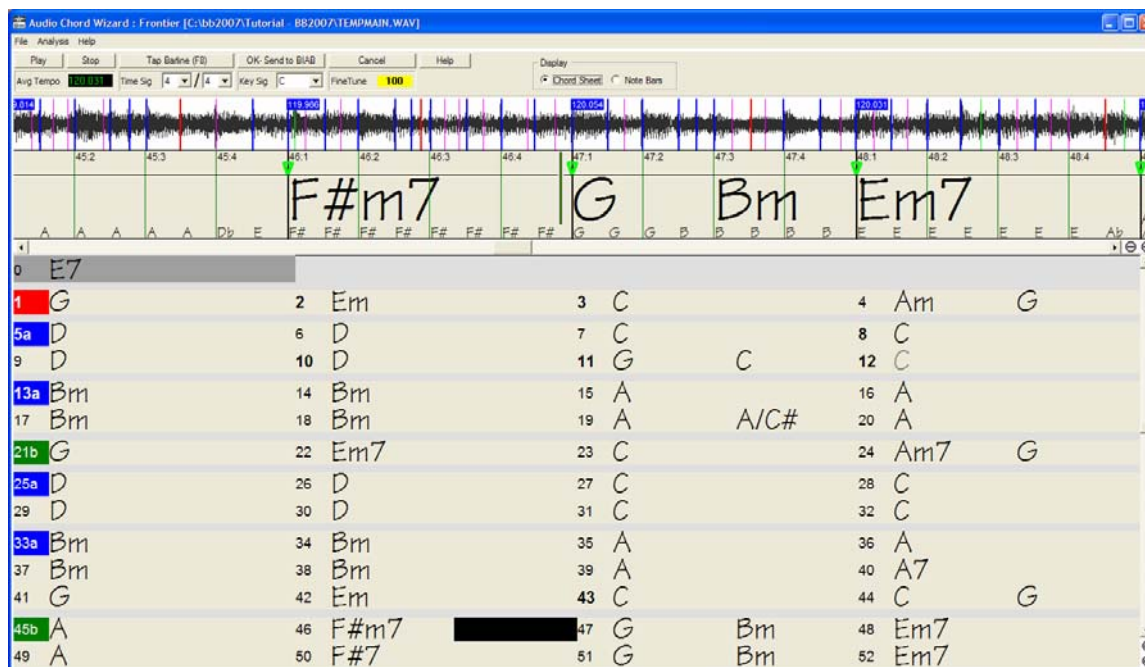 Audio Chord Wizard : Frontier [C:\bb2007\Tutorial - BB2007\TEMPMAIN.WAV]
File Analysis Help
Play Stop Tap Barline (F8) OK- Send to BIAB Cancel Help Display
Avg Tempo 120.031 Time Sig 4 / 4 Key Sig C FineTune 100 Chord Sheet Note Bars
9.014 119.986 120.054 120.031
45:2 45:3 45:4 46:1 46:2 46:3 46:4 47:1 47:2 47:3 47:4 48:1 48:2 48:3 48:4
F#m7 G Bm Em7
A A A A A Db E F# F# F# F# F# F# F# F# G G G B B B B B E E E E E E E Ab
0 E7
1 G 2 Em 3 C 4 Am G
5a D 6 D 7 C 8 C
9 D 10 D 11 G C 12 C
13a Bm 14 Bm 15 A 16 A
17 Bm 18 Bm 19 A A/C# 20 A
21b G 22 Em7 23 C 24 Am7 G
25a D 26 D 27 C 28 C
29 D 30 D 31 C 32 C
33a Bm 34 Bm 35 A 36 A
37 Bm 38 Bm 39 A 40 A7
41 G 42 Em 43 C 44 C G
45b A 46 F#m7 47 G Bm 48 Em7
49 A 50 F#7 51 G Bm 52 Em7